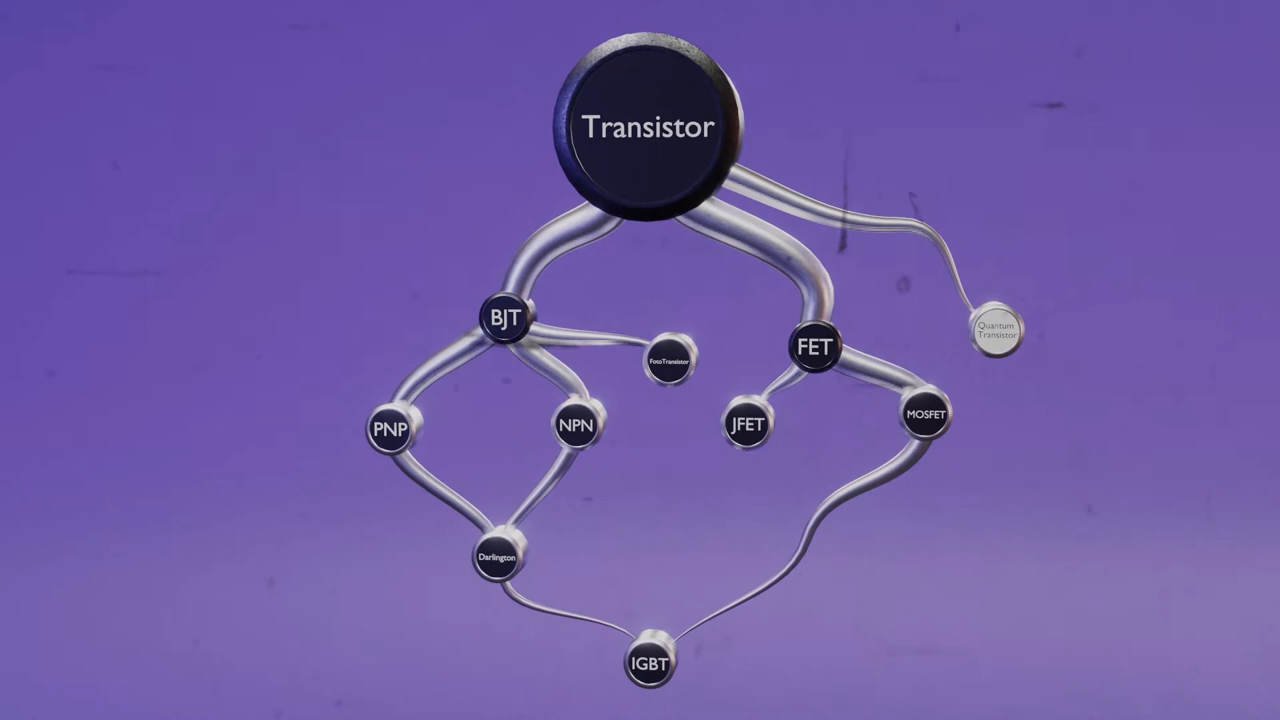 Transistor
BJT
FET
Quantum
Transistor
FotoTransistor
PNP
NPN
JFET
MOSFET
Darlington
IGBT